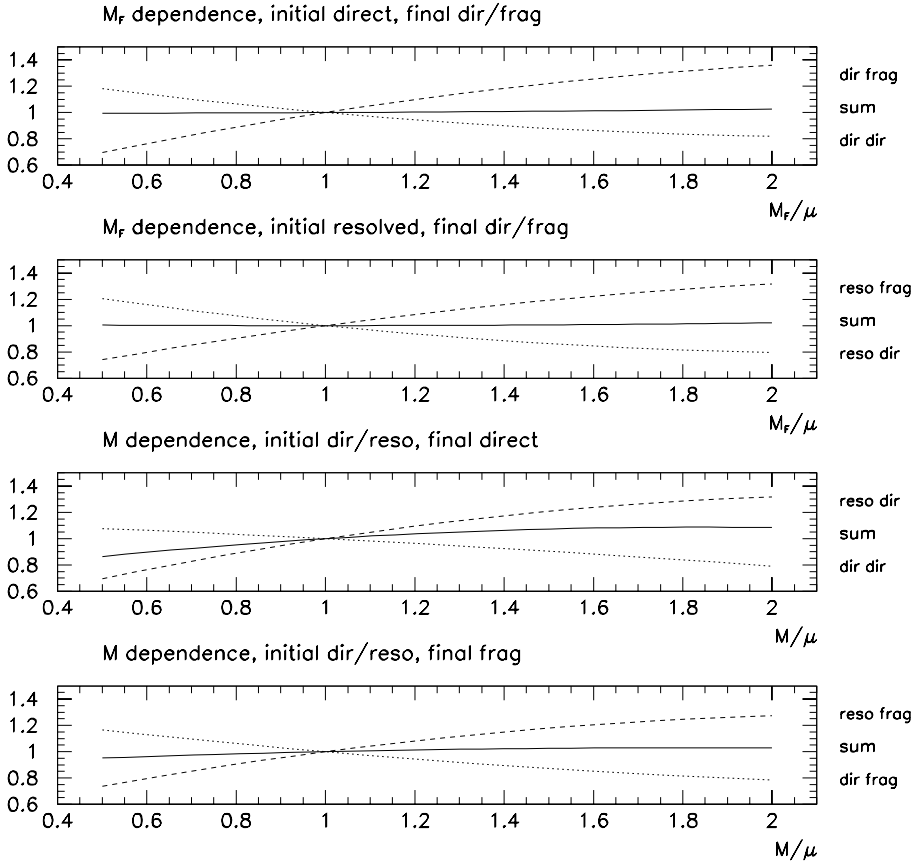 M_F dependence, initial direct, final dir/frag
1.4
1.2
1
0.8
0.6
dir frag
sum
dir dir
0.4 0.6 0.8 1 1.2 1.4 1.6 1.8 2
M_F/μ
M_F dependence, initial resolved, final dir/frag
1.4
1.2
1
0.8
0.6
reso frag
sum
reso dir
0.4 0.6 0.8 1 1.2 1.4 1.6 1.8 2
M_F/μ
M dependence, initial dir/reso, final direct
1.4
1.2
1
0.8
0.6
reso dir
sum
dir dir
0.4 0.6 0.8 1 1.2 1.4 1.6 1.8 2
M/μ
M dependence, initial dir/reso, final frag
1.4
1.2
1
0.8
0.6
reso frag
sum
dir frag
0.4 0.6 0.8 1 1.2 1.4 1.6 1.8 2
M/μ